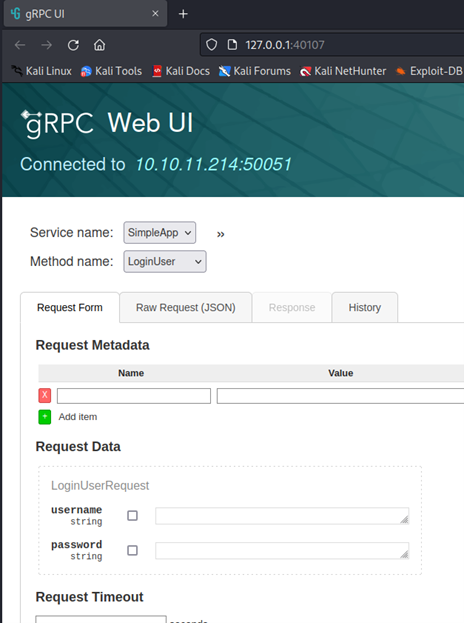 gRPC UI
127.0.0.1:40107
Kali Linux Kali Tools Kali Docs Kali Forums Kali NetHunter Exploit-DB
gRPC Web UI
Connected to 10.10.11.214:50051
Service name: SimpleApp »
Method name: LoginUser
Request Form Raw Request (JSON) Response History
Request Metadata
Name Value
X
+ Add item
Request Data
LoginUserRequest
username
string
password
string
Request Timeout
seconds